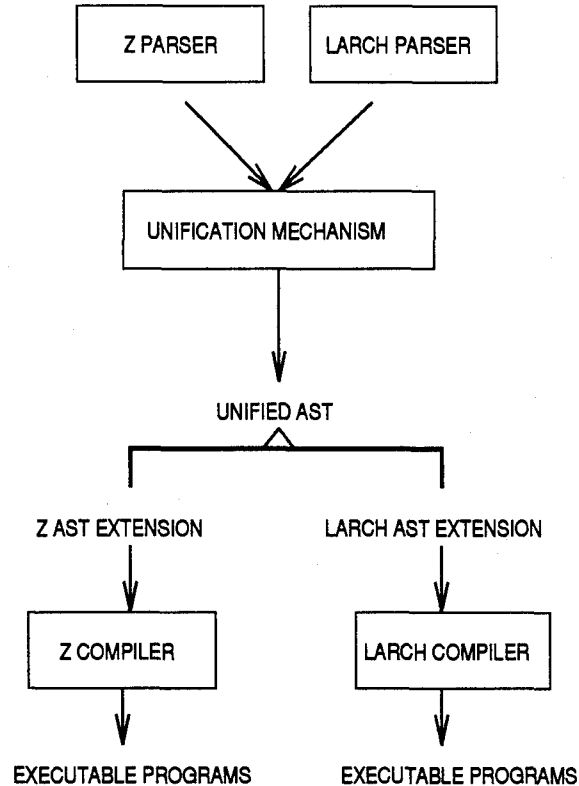 Z PARSER
LARCH PARSER
UNIFICATION MECHANISM
UNIFIED AST
Z AST EXTENSION
LARCH AST EXTENSION
Z COMPILER
LARCH COMPILER
EXECUTABLE PROGRAMS
EXECUTABLE PROGRAMS